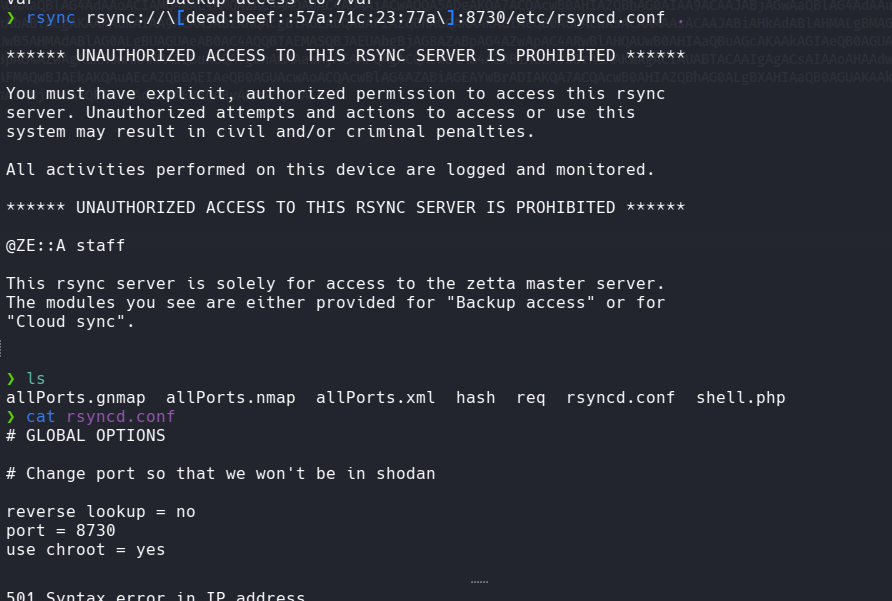 var Backup access to /var
❯ rsync rsync://\[dead:beef::57a:71c:23:77a\]:8730/etc/rsyncd.conf .
****** UNAUTHORIZED ACCESS TO THIS RSYNC SERVER IS PROHIBITED ******
You must have explicit, authorized permission to access this rsync
server. Unauthorized attempts and actions to access or use this
system may result in civil and/or criminal penalties.
All activities performed on this device are logged and monitored.
****** UNAUTHORIZED ACCESS TO THIS RSYNC SERVER IS PROHIBITED ******
@ZE::A staff
This rsync server is solely for access to the zetta master server.
The modules you see are either provided for "Backup access" or for
"Cloud sync".
❯ ls
allPorts.gnmap allPorts.nmap allPorts.xml hash req rsyncd.conf shell.php
❯ cat rsyncd.conf
# GLOBAL OPTIONS
# Change port so that we won't be in shodan
reverse lookup = no
port = 8730
use chroot = yes
......
501 Syntax error in IP address